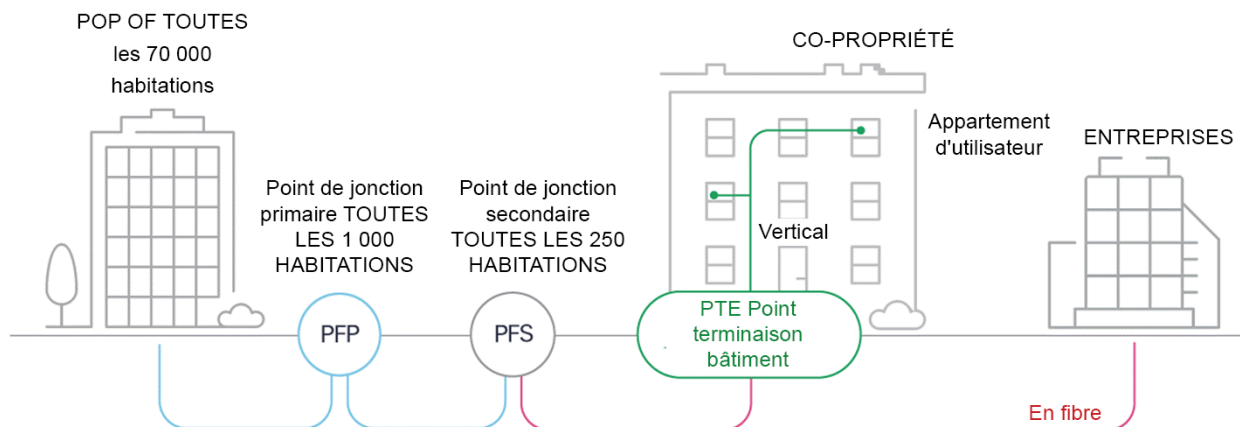 POP OF TOUTES
les 70 000
habitations
Point de jonction
primaire TOUTES
LES 1 000
HABITATIONS
PFP
Point de jonction
secondaire
TOUTES LES 250
HABITATIONS
PFS
CO-PROPRIÉTÉ
Appartement
d'utilisateur
Vertical
PTE Point
terminaison
bâtiment
ENTREPRISES
En fibre